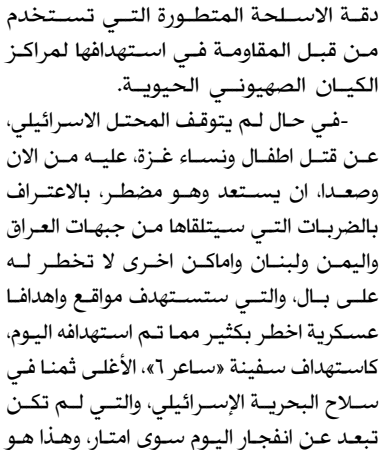 دقة الاسلحة المتطورة التي تستخدم
من قبل المقاومة في استهدافها لمراكز
الكيان الصهيوني الحيوية.
-في حال لم يتوقف المحتل الاسرائيلي،
عن قتل اطفال ونساء غزة، عليه من الان
وصعدا، ان يستعد وهو مضطر، بالاعتراف
بالضربات التي سيتلقاها من جبهات العراق
واليمن ولبنان واماكن اخرى لا تخطر له
على بال، والتي ستستهدف مواقع واهدافا
عسكرية اخطر بكثير مما تم استهدافه اليوم،
كاستهداف سفينة «ساعر ٦»، الأغلى ثمنا في
سلاح البحرية الإسرائيلي، والتي لم تكن
تبعد عن انفجار اليوم سوى امتار، وهذا هو